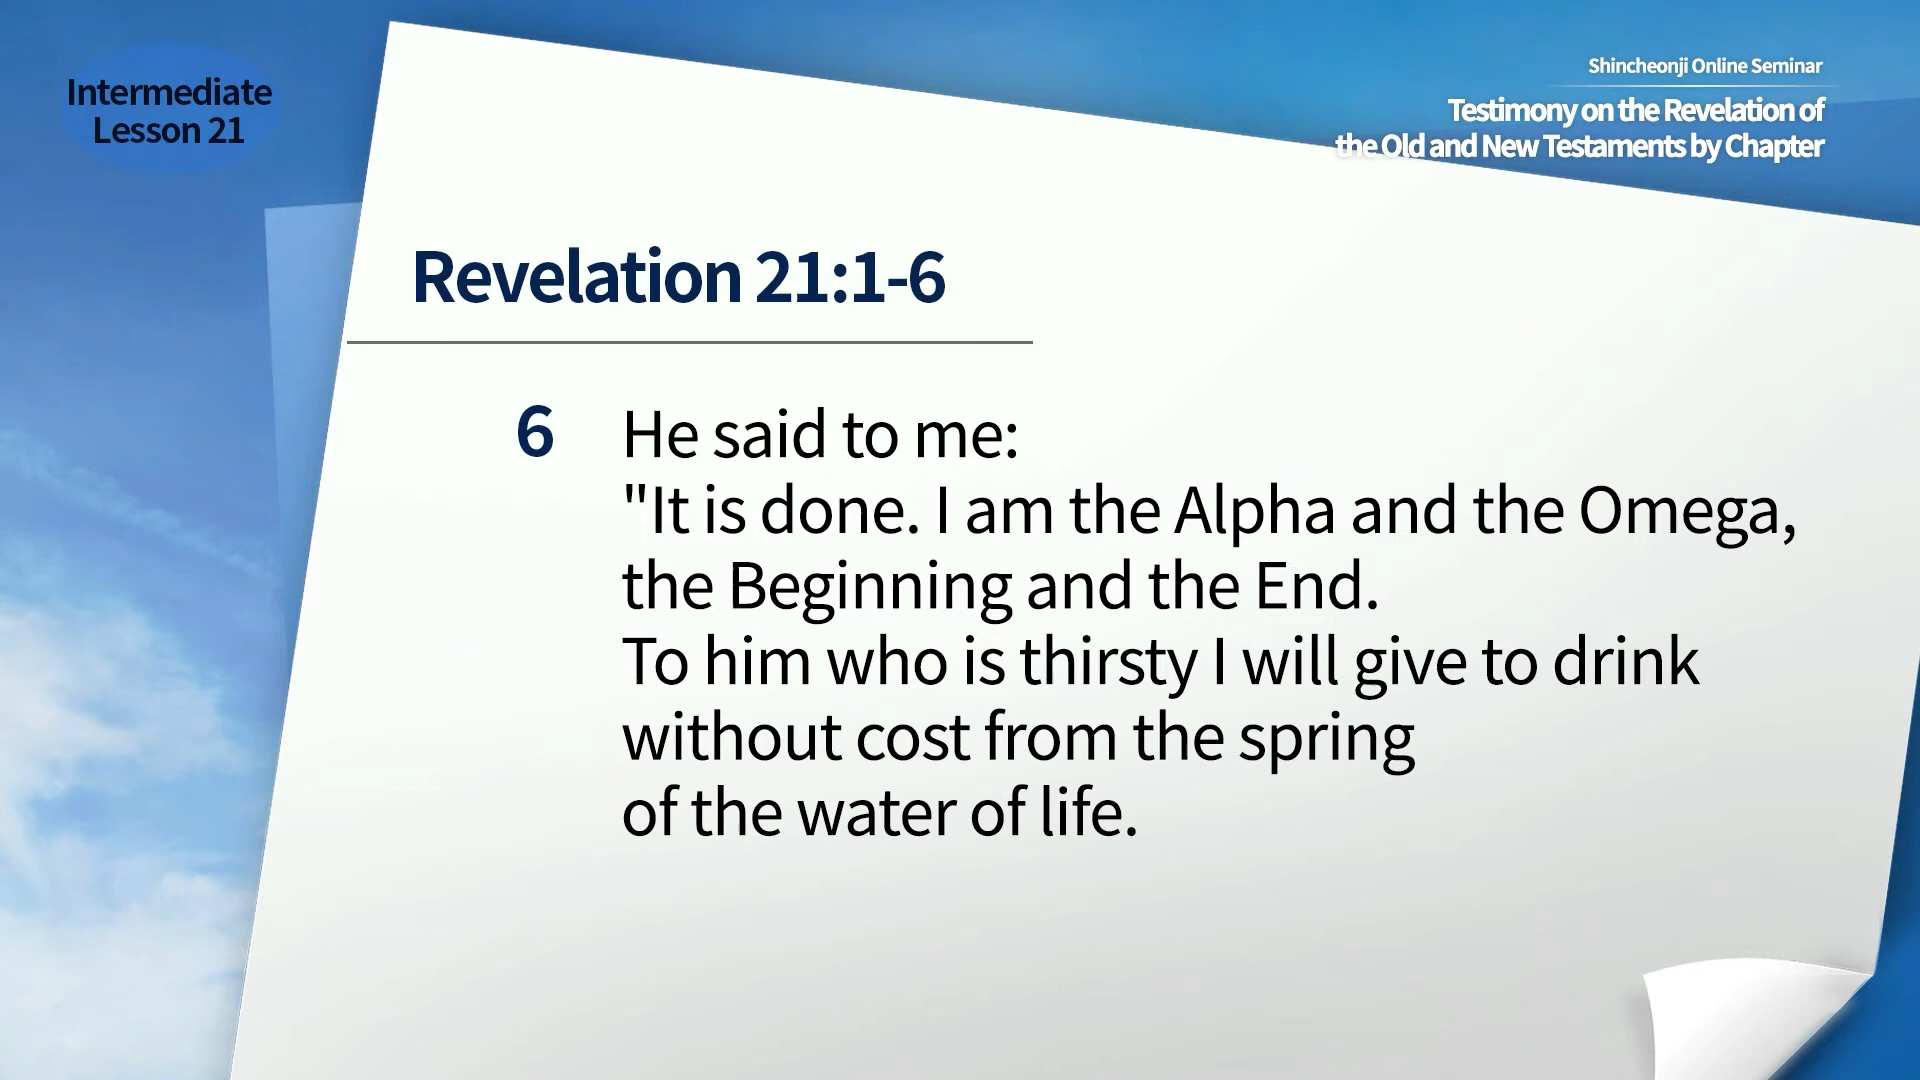 Intermediate
Lesson 21
Shincheonji Online Seminar
Testimony on the Revelation of
the Old and New Testaments by Chapter
Revelation 21:1-6
6 He said to me:
"It is done. I am the Alpha and the Omega,
the Beginning and the End.
To him who is thirsty I will give to drink
without cost from the spring
of the water of life.